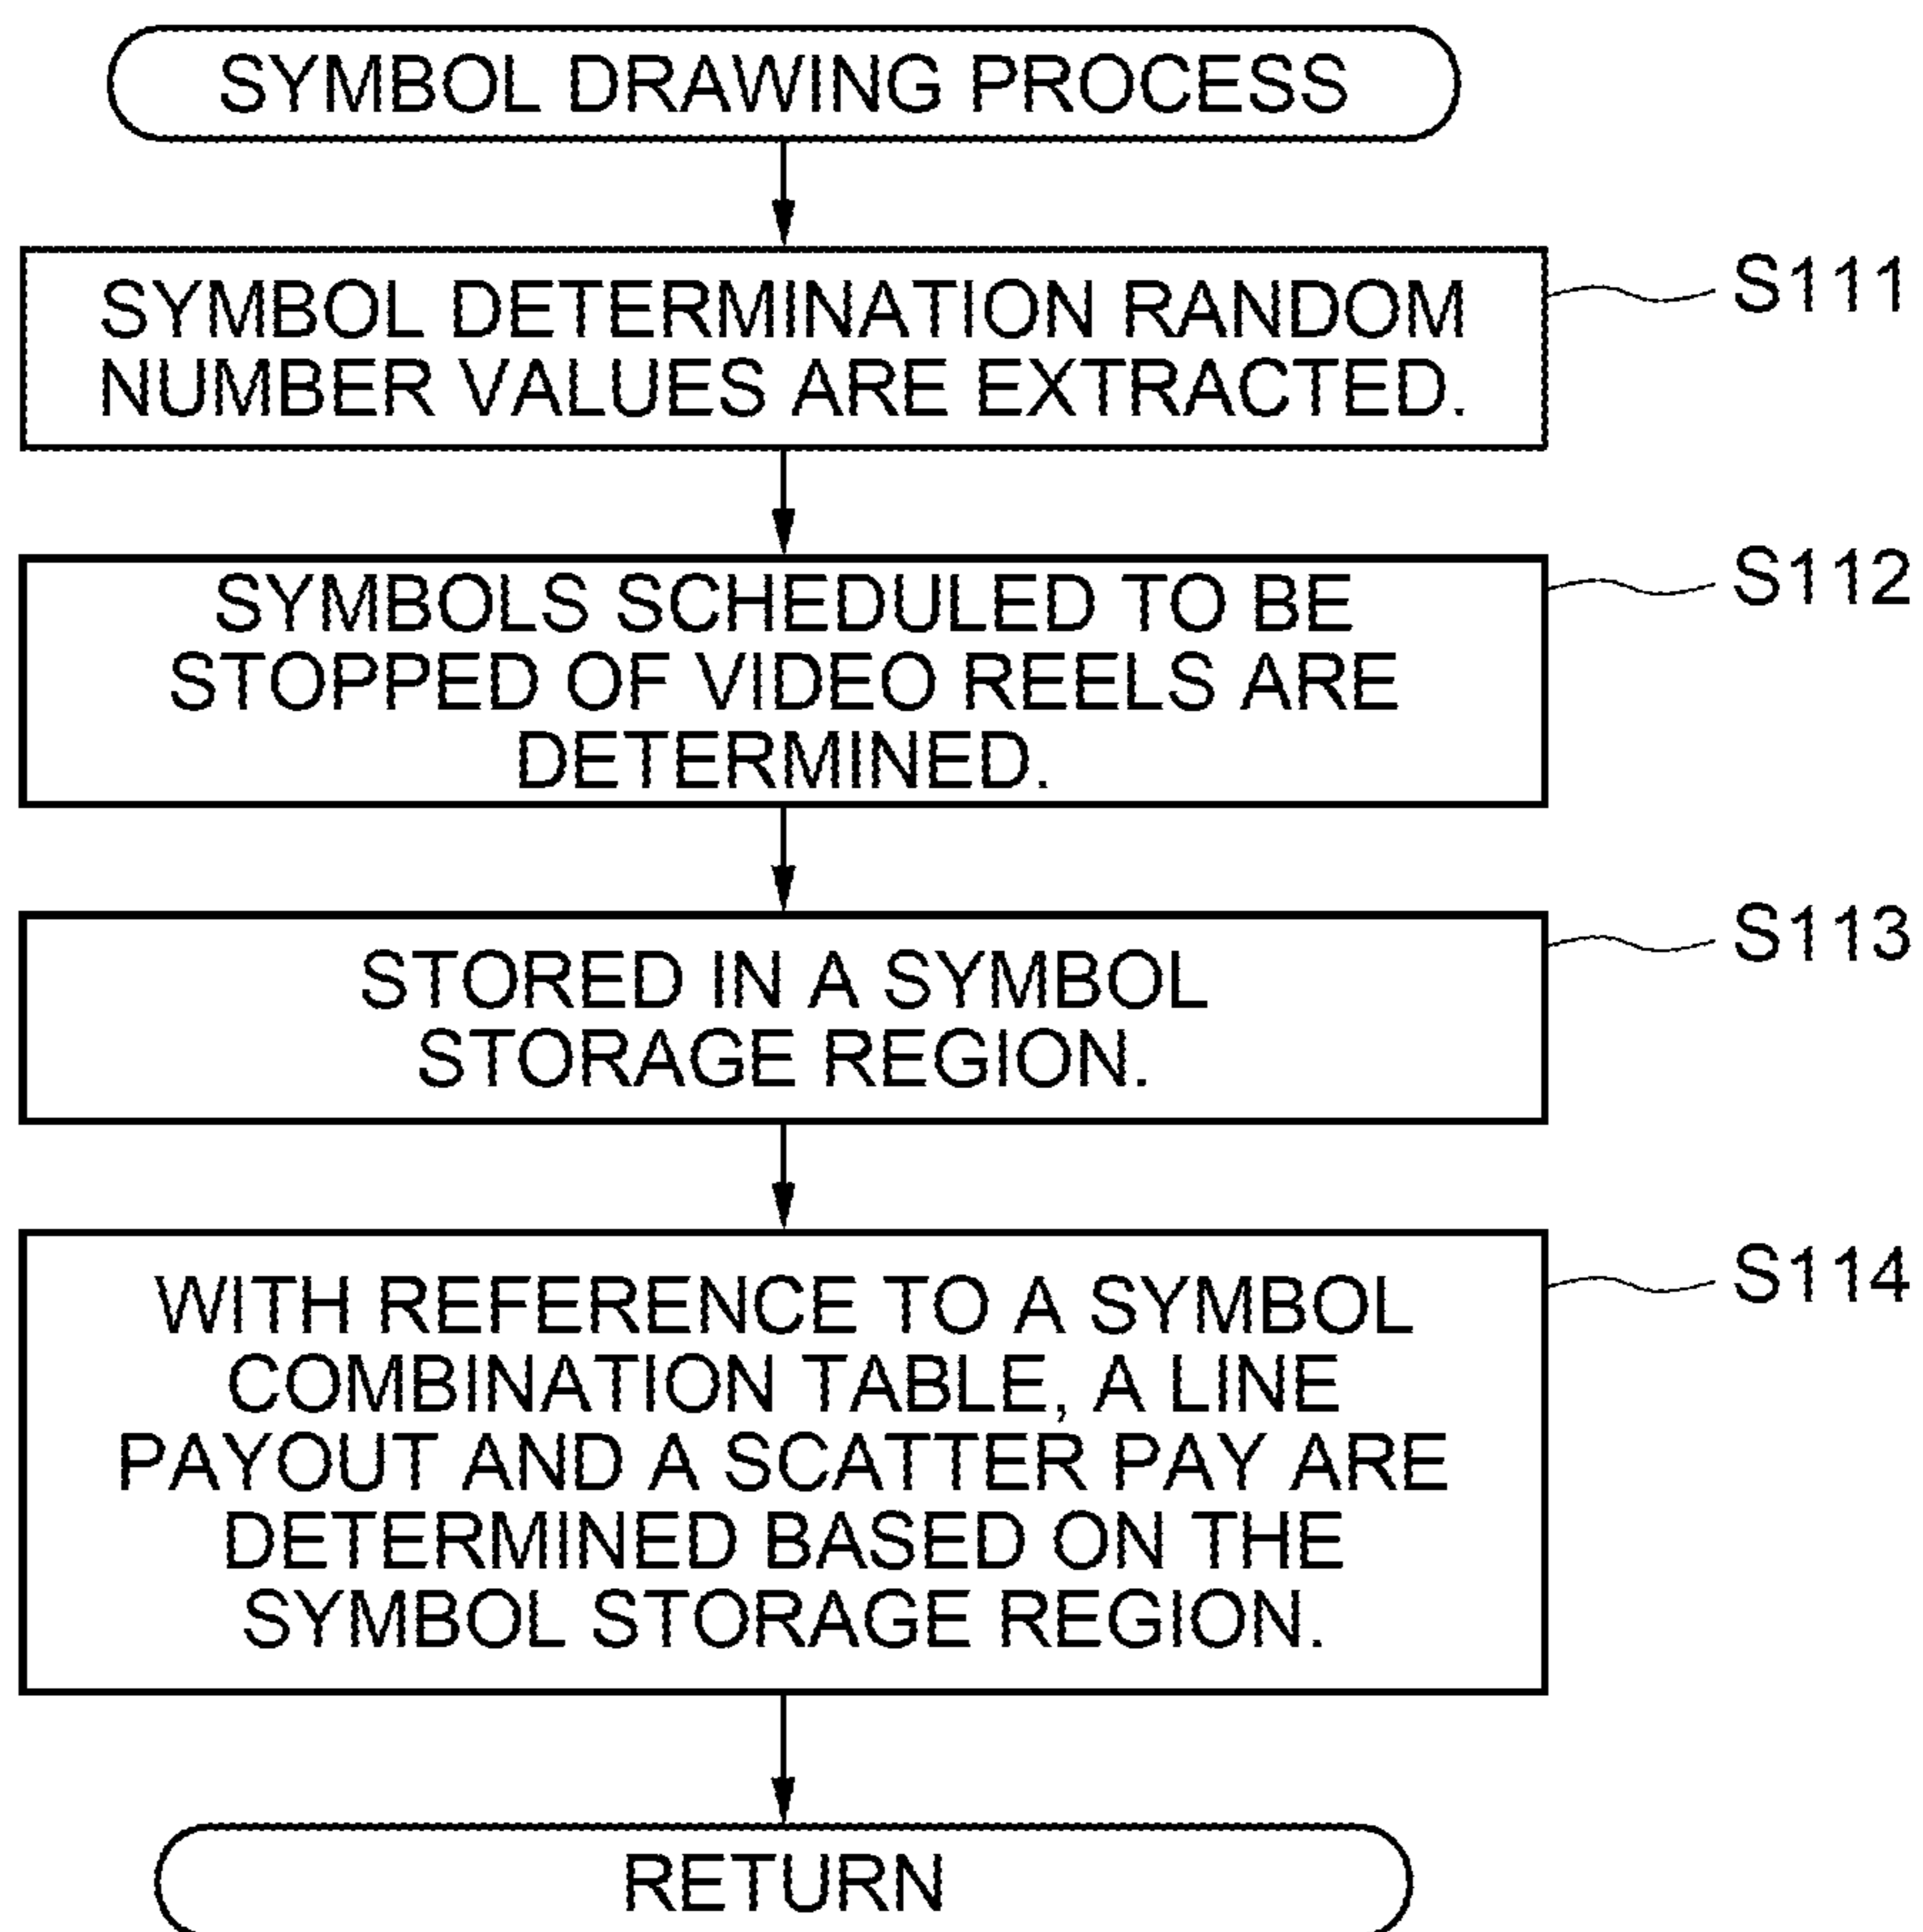 SYMBOL DRAWING PROCESS
SYMBOL DETERMINATION RANDOM
NUMBER VALUES ARE EXTRACTED.
S111
SYMBOLS SCHEDULED TO BE
STOPPED OF VIDEO REELS ARE
DETERMINED.
S112
STORED IN A SYMBOL
STORAGE REGION.
S113
WITH REFERENCE TO A SYMBOL
COMBINATION TABLE, A LINE
PAYOUT AND A SCATTER PAY ARE
DETERMINED BASED ON THE
SYMBOL STORAGE REGION.
S114
RETURN